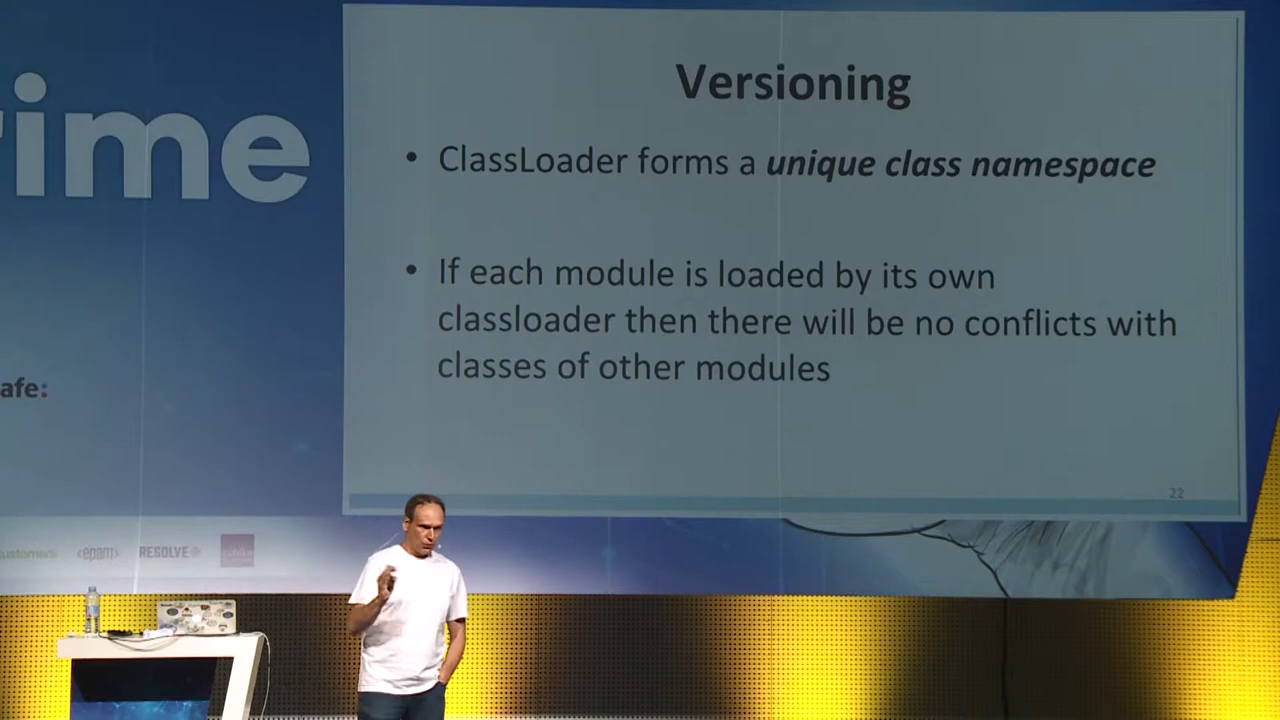 rime
Versioning
• ClassLoader forms a unique class namespace
• If each module is loaded by its own
classloader then there will be no conflicts with
classes of other modules
afe:
22
<epam>
RESOLVE